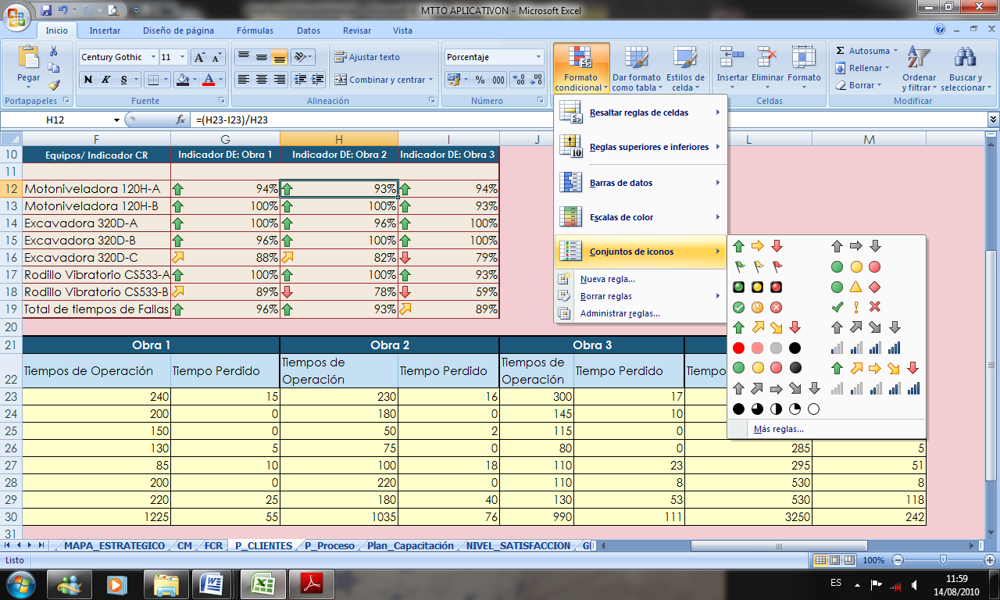 MTTO APLICATIVON - Microsoft Excel
Inicio Insertar Diseño de página Fórmulas Datos Revisar Vista
Pegar
Portapapeles
Century Gothic 11
N K S
Fuente
Ajustar texto
Combinar y centrar
Alineación
Porcentaje
% 000
Número
Formato condicional
Dar formato como tabla
Estilos de celda
Insertar Eliminar Formato
Celdas
Autosuma
Rellenar
Borrar
Ordenar y filtrar
Buscar y seleccionar
Modificar
H12 fx =(H23-I23)/H23
F G H I J L M
10 Equipos/ Indicador CR Indicador DE: Obra 1 Indicador DE: Obra 2 Indicador DE: Obra 3
11
12 Motoniveladora 120H-A 94% 93% 94%
13 Motoniveladora 120H-B 100% 100% 93%
14 Excavadora 320D-A 100% 96% 100%
15 Excavadora 320D-B 96% 100% 100%
16 Excavadora 320D-C 88% 82% 79%
17 Rodillo Vibratorio CS533-A 100% 100% 93%
18 Rodillo Vibratorio CS533-B 89% 78% 59%
19 Total de tiempos de Fallas 96% 93% 89%
20
21 Obra 1 Obra 2 Obra 3
22 Tiempos de Operación Tiempo Perdido Tiempos de Operación Tiempo Perdido Tiempos de Operación Tiempo Perdido
23 240 15 230 16 300 17
24 200 0 180 0 145 10
25 150 0 50 2 115 0
26 130 5 75 0 80 0 285 5
27 85 10 100 18 110 23 295 51
28 200 0 220 0 110 8 530 8
29 220 25 180 40 130 53 530 118
30 1225 55 1035 76 990 111 3250 242
31
Resaltar reglas de celdas
Reglas superiores e inferiores
Barras de datos
Escalas de color
Conjuntos de iconos
Nueva regla...
Borrar reglas
Administrar reglas...
Más reglas...
MAPA_ESTRATEGICO CM FCR P_CLIENTES P_Proceso Plan_Capacitación NIVEL_SATISFACCION
Listo 100%
ES 11:59
14/08/2010